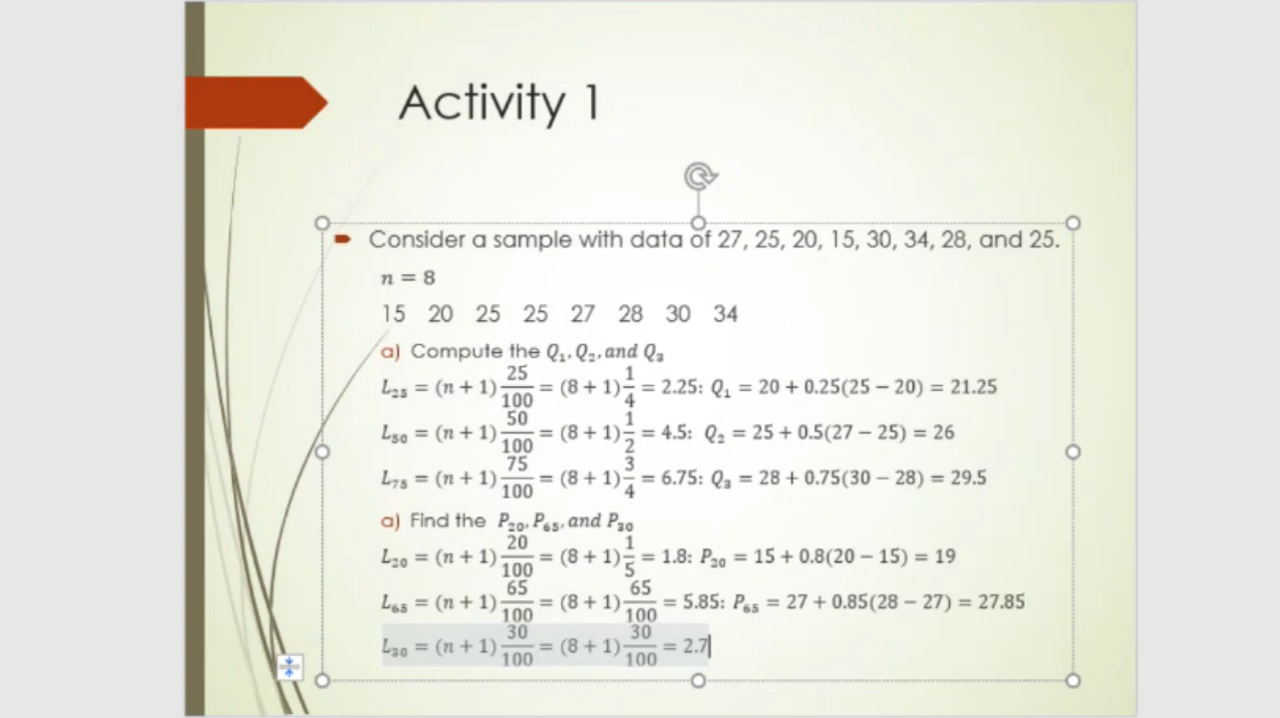 Activity 1
Consider a sample with data of 27, 25, 20, 15, 30, 34, 28, and 25.
n = 8
15 20 25 25 27 28 30 34
a) Compute the Q₁, Q₂, and Q₃
L₂₅ = (n + 1) 25/100 = (8 + 1) 1/4 = 2.25: Q₁ = 20 + 0.25(25 − 20) = 21.25
L₅₀ = (n + 1) 50/100 = (8 + 1) 1/2 = 4.5: Q₂ = 25 + 0.5(27 − 25) = 26
L₇₅ = (n + 1) 75/100 = (8 + 1) 3/4 = 6.75: Q₃ = 28 + 0.75(30 − 28) = 29.5
a) Find the P₂₀, P₆₅, and P₃₀
L₂₀ = (n + 1) 20/100 = (8 + 1) 1/5 = 1.8: P₂₀ = 15 + 0.8(20 − 15) = 19
L₆₅ = (n + 1) 65/100 = (8 + 1) 65/100 = 5.85: P₆₅ = 27 + 0.85(28 − 27) = 27.85
L₃₀ = (n + 1) 30/100 = (8 + 1) 30/100 = 2.7